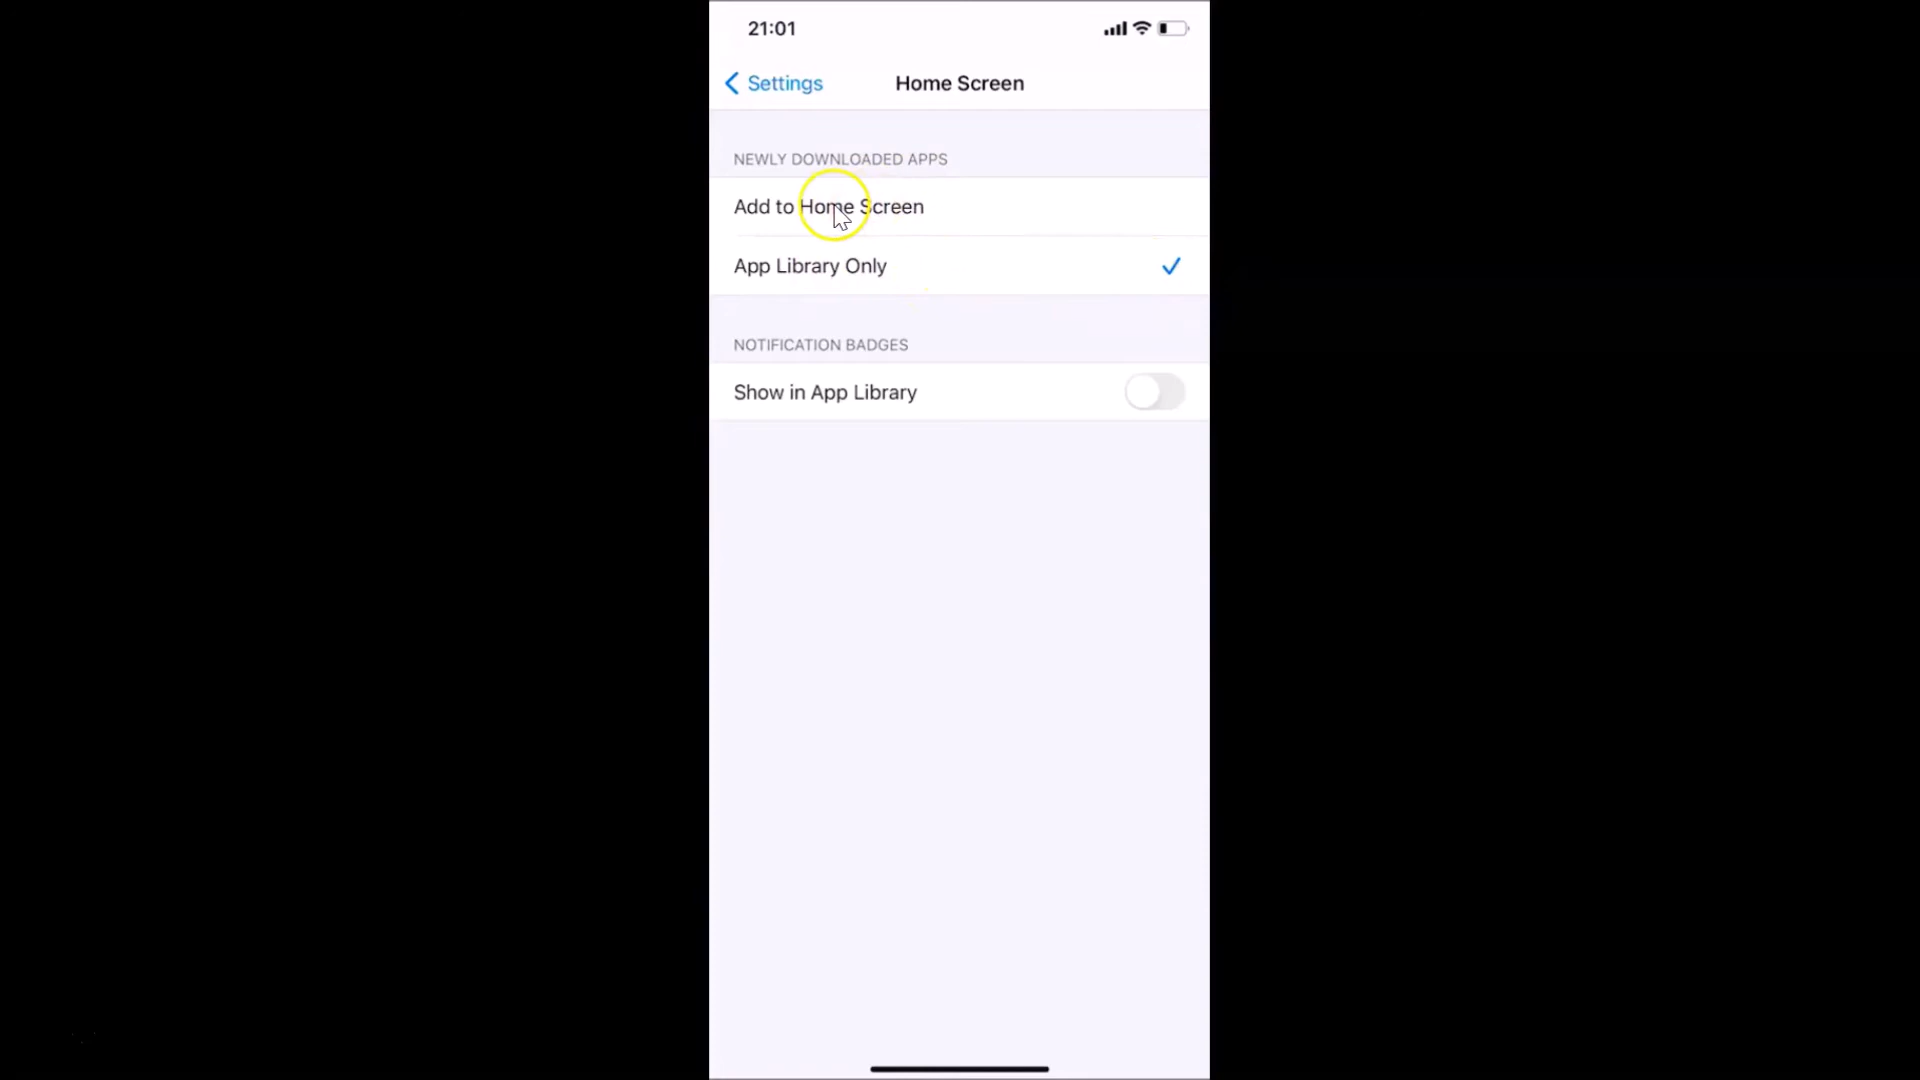 21:01
Settings
Home Screen
NEWLY DOWNLOADED APPS
Add to Home Screen
App Library Only
NOTIFICATION BADGES
Show in App Library